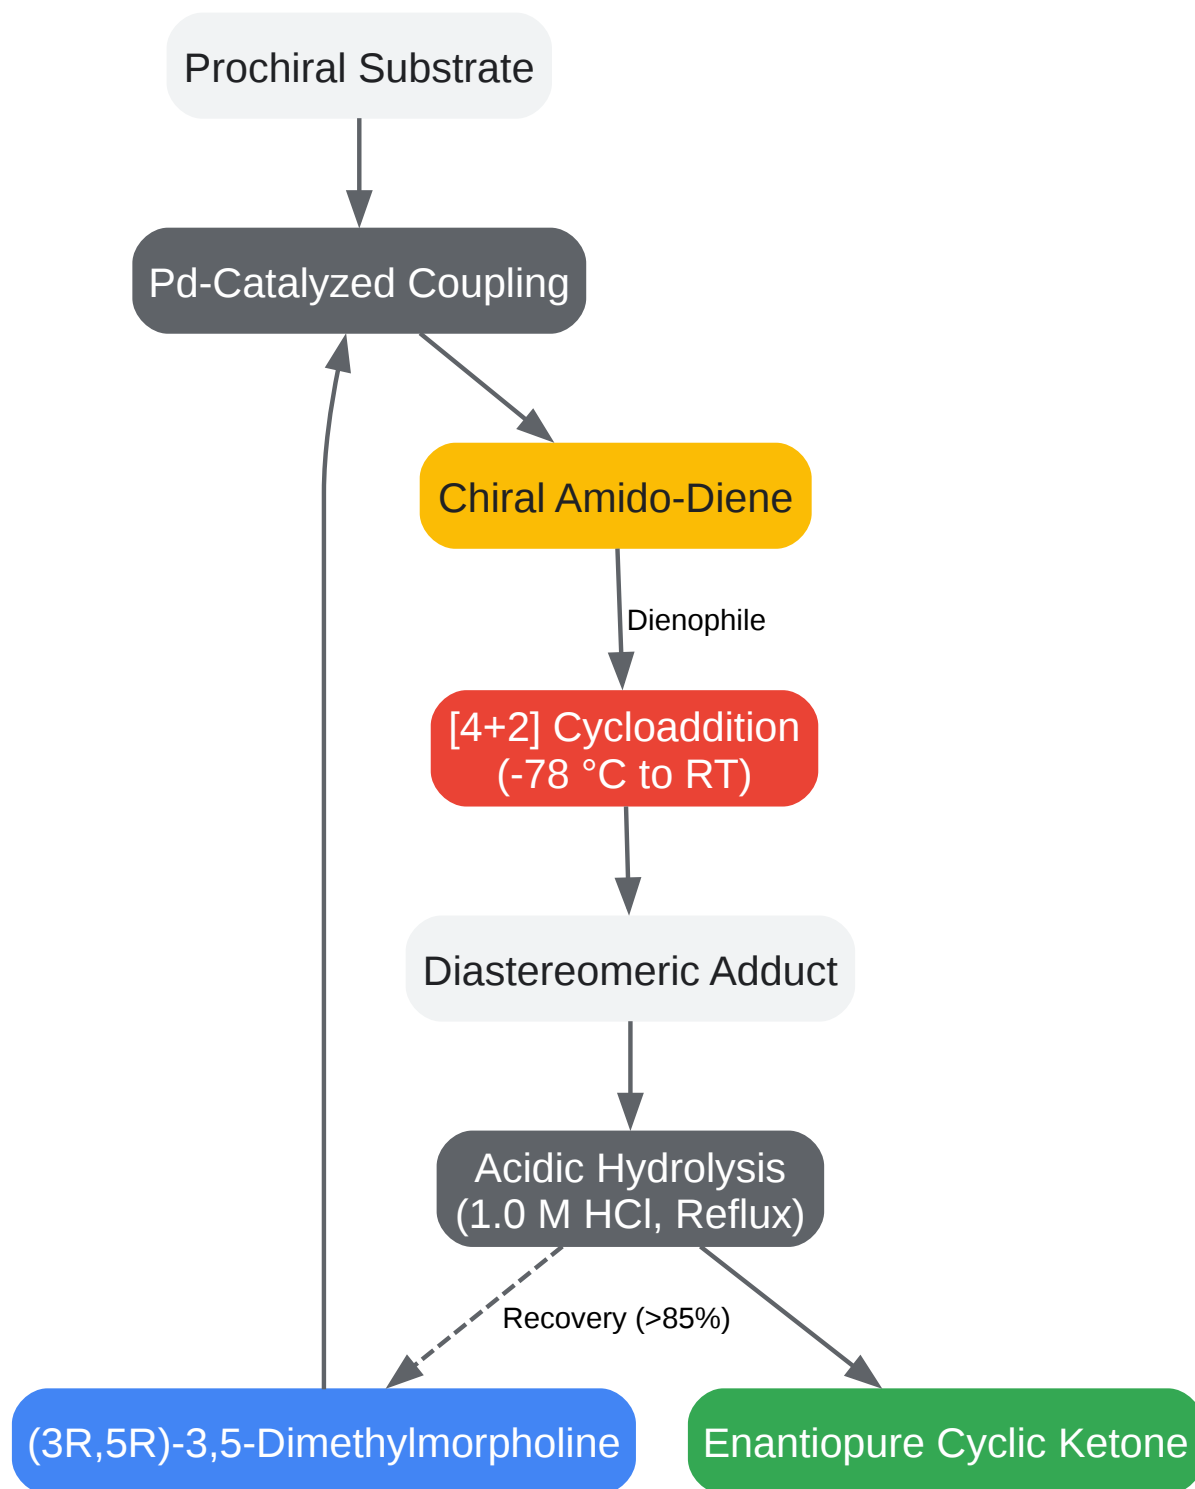 Prochiral Substrate
Pd-Catalyzed Coupling
Chiral Amido-Diene
Dienophile
[4+2] Cycloaddition
(-78 °C to RT)
Diastereomeric Adduct
Acidic Hydrolysis
(1.0 M HCl, Reflux)
Recovery (>85%)
(3R,5R)-3,5-Dimethylmorpholine
Enantiopure Cyclic Ketone